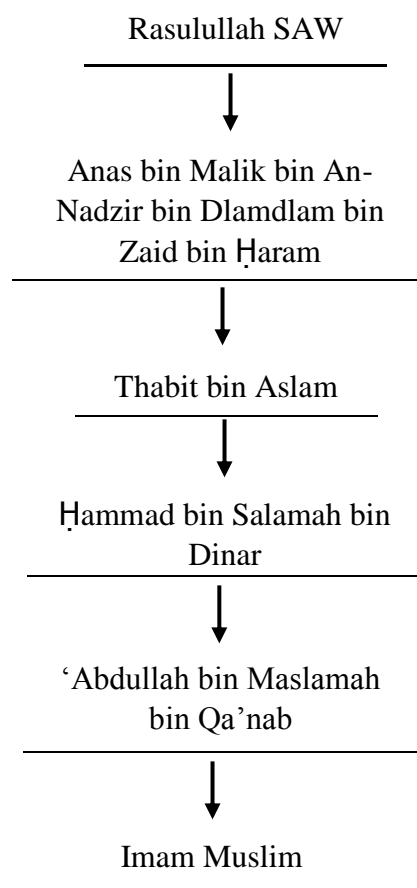 Rasulullah SAW
Anas bin Malik bin An-
Nadzir bin Dlamdlam bin
Zaid bin Ḥaram
Thabit bin Aslam
Ḥammad bin Salamah bin
Dinar
‘Abdullah bin Maslamah
bin Qa’nab
Imam Muslim